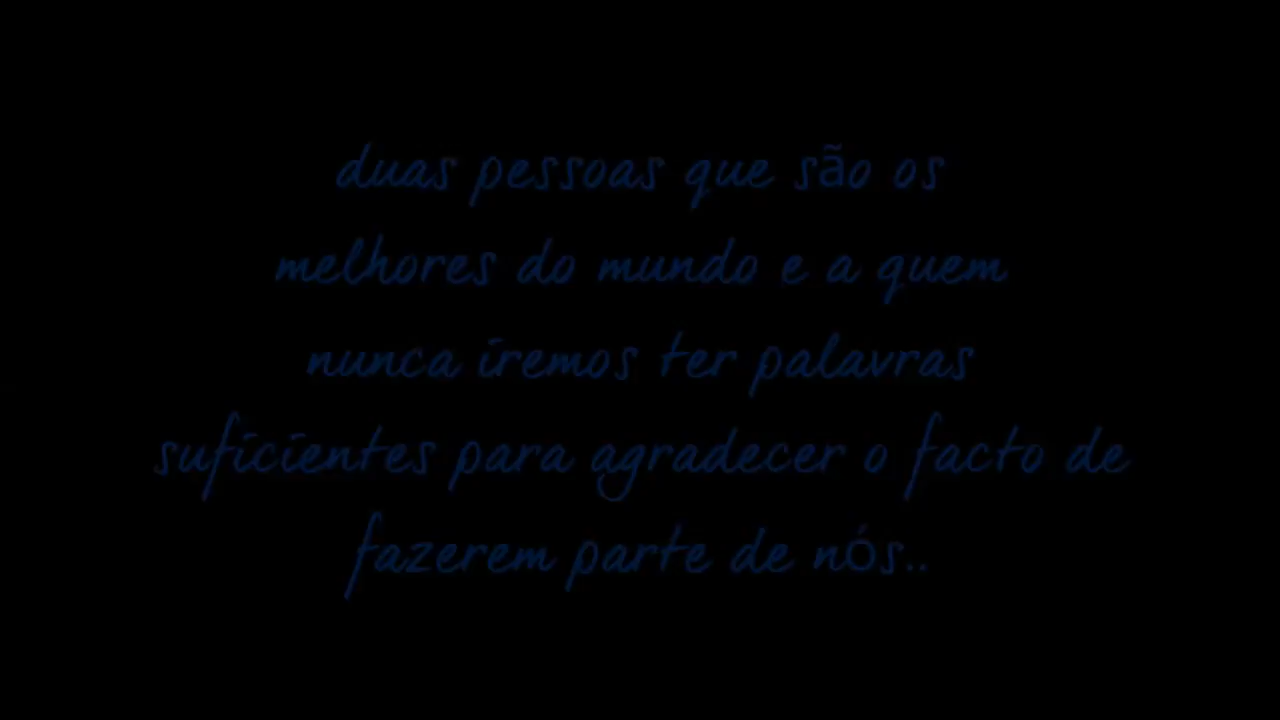 duas pessoas que são os
melhores do mundo e a quem
nunca iremos ter palavras
suficientes para agradecer o facto de
fazerem parte de nós..